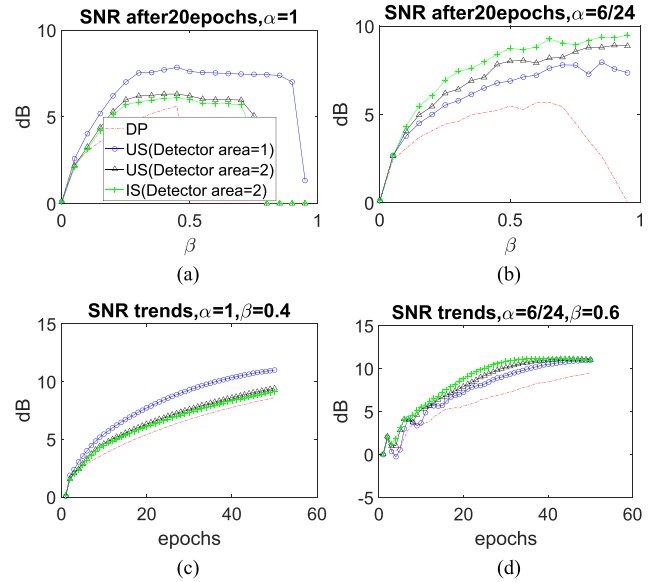 SNR after20epochs,α=1
dB
10
5
0
0
0.5
1
β
DP
US(Detector area=1)
US(Detector area=2)
IS(Detector area=2)
(a)
SNR after20epochs,α=6/24
dB
10
5
0
0
0.5
1
β
(b)
SNR trends,α=1,β=0.4
dB
15
10
5
0
0
20
40
60
epochs
(c)
SNR trends,α=6/24,β=0.6
dB
15
10
5
0
-5
0
20
40
60
epochs
(d)